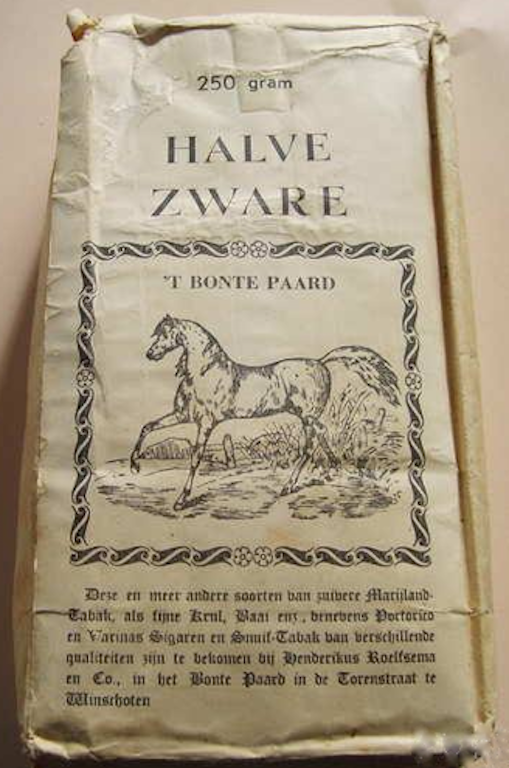 250 gram
HALVE
ZWARE
'T BONTE PAARD
Deze en meer andere soorten van zuivere Marijland-
Tabak, als fijne Krul, Baai enz., benevens Portorico
en Varinas Sigaren en Snuif-Tabak van verschillende
qualiteiten zijn te bekomen bij Henderikus Roelfsema
en Co., in het Bonte Paard in de Torenstraat te
Winschoten